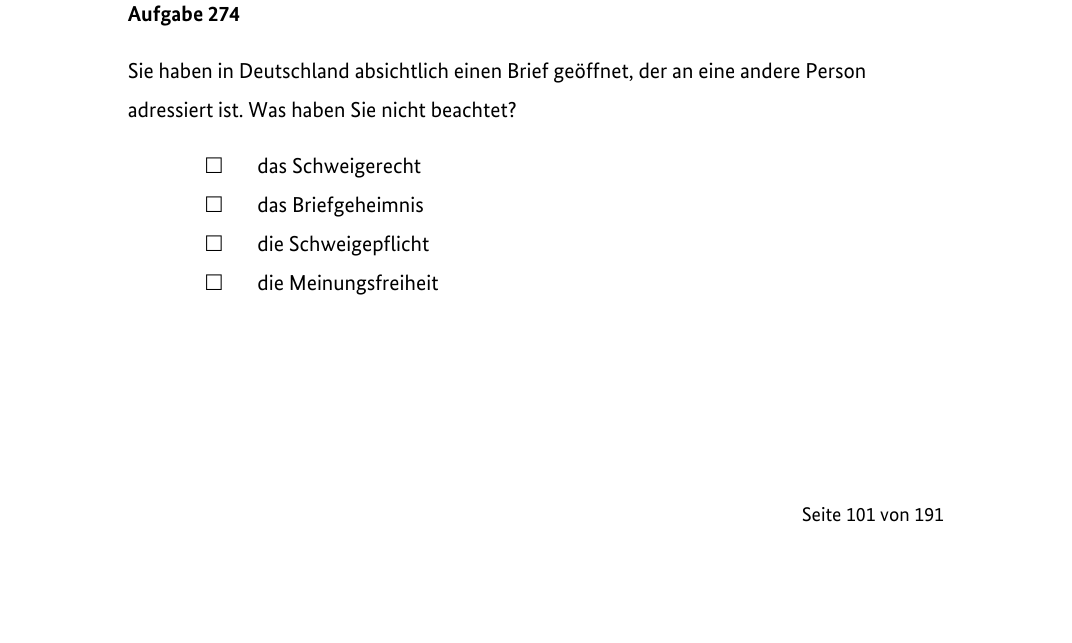 Aufgabe 274
Sie haben in Deutschland absichtlich einen Brief geöffnet, der an eine andere Person
adressiert ist. Was haben Sie nicht beachtet?
☐ das Schweigerecht
☐ das Briefgeheimnis
☐ die Schweigepflicht
☐ die Meinungsfreiheit
Seite 101 von 191